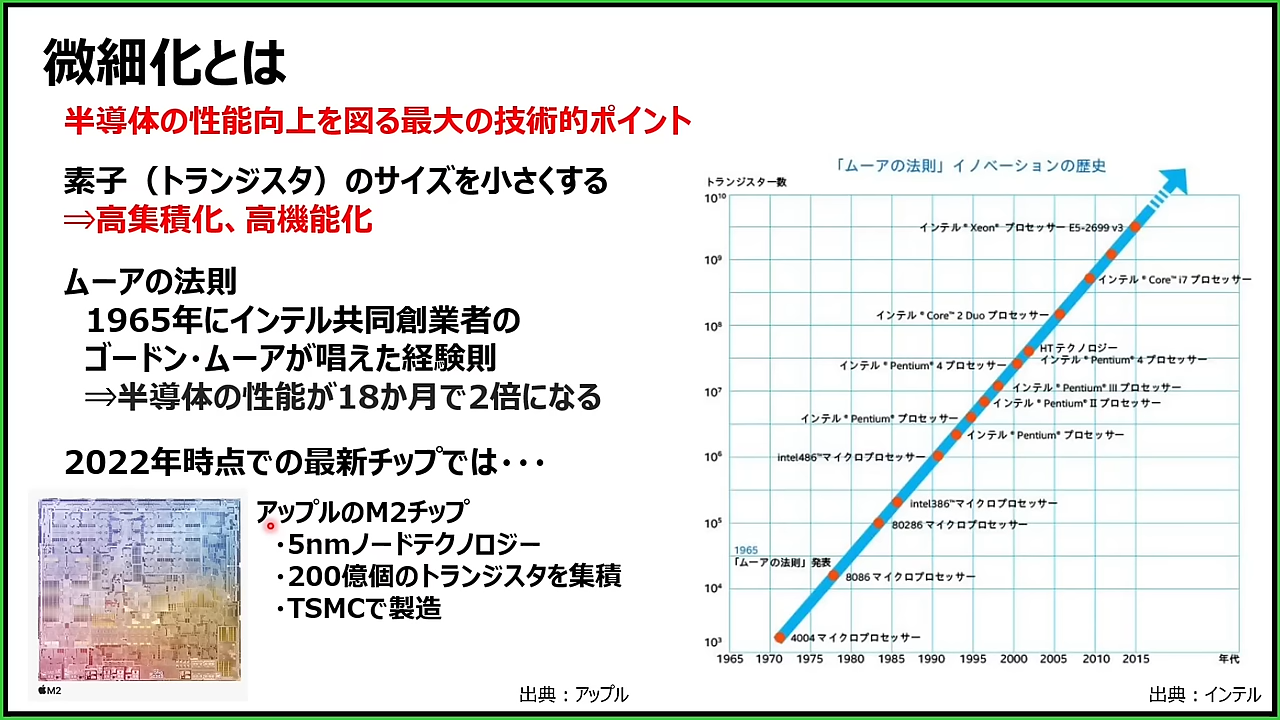 微細化とは
半導体の性能向上を図る最大の技術的ポイント
素子（トランジスタ）のサイズを小さくする
⇒高集積化、高機能化
ムーアの法則
1965年にインテル共同創業者の
ゴードン・ムーアが唱えた経験則
⇒半導体の性能が18か月で2倍になる
2022年時点での最新チップでは・・・
アップルのM2チップ
・5nmノードテクノロジー
・200億個のトランジスタを集積
・TSMCで製造
M2
出典：アップル
「ムーアの法則」イノベーションの歴史
トランジスター数
10¹⁰
インテル® Xeon® プロセッサー E5-2699 v3
10⁹
インテル® Core™ i7 プロセッサー
インテル® Core™ 2 Duo プロセッサー
10⁸
HT テクノロジー
インテル® Pentium® 4 プロセッサー
インテル® Pentium® 4 プロセッサー
10⁷
インテル® Pentium® III プロセッサー
インテル® Pentium® II プロセッサー
インテル® Pentium® プロセッサー
インテル® Pentium® プロセッサー
10⁶
intel486™マイクロプロセッサー
intel386™マイクロプロセッサー
10⁵
80286 マイクロプロセッサー
1965
「ムーアの法則」発表
8086 マイクロプロセッサー
10⁴
10³
4004 マイクロプロセッサー
1965 1970 1975 1980 1985 1990 1995 2000 2005 2010 2015 年代
出典：インテル